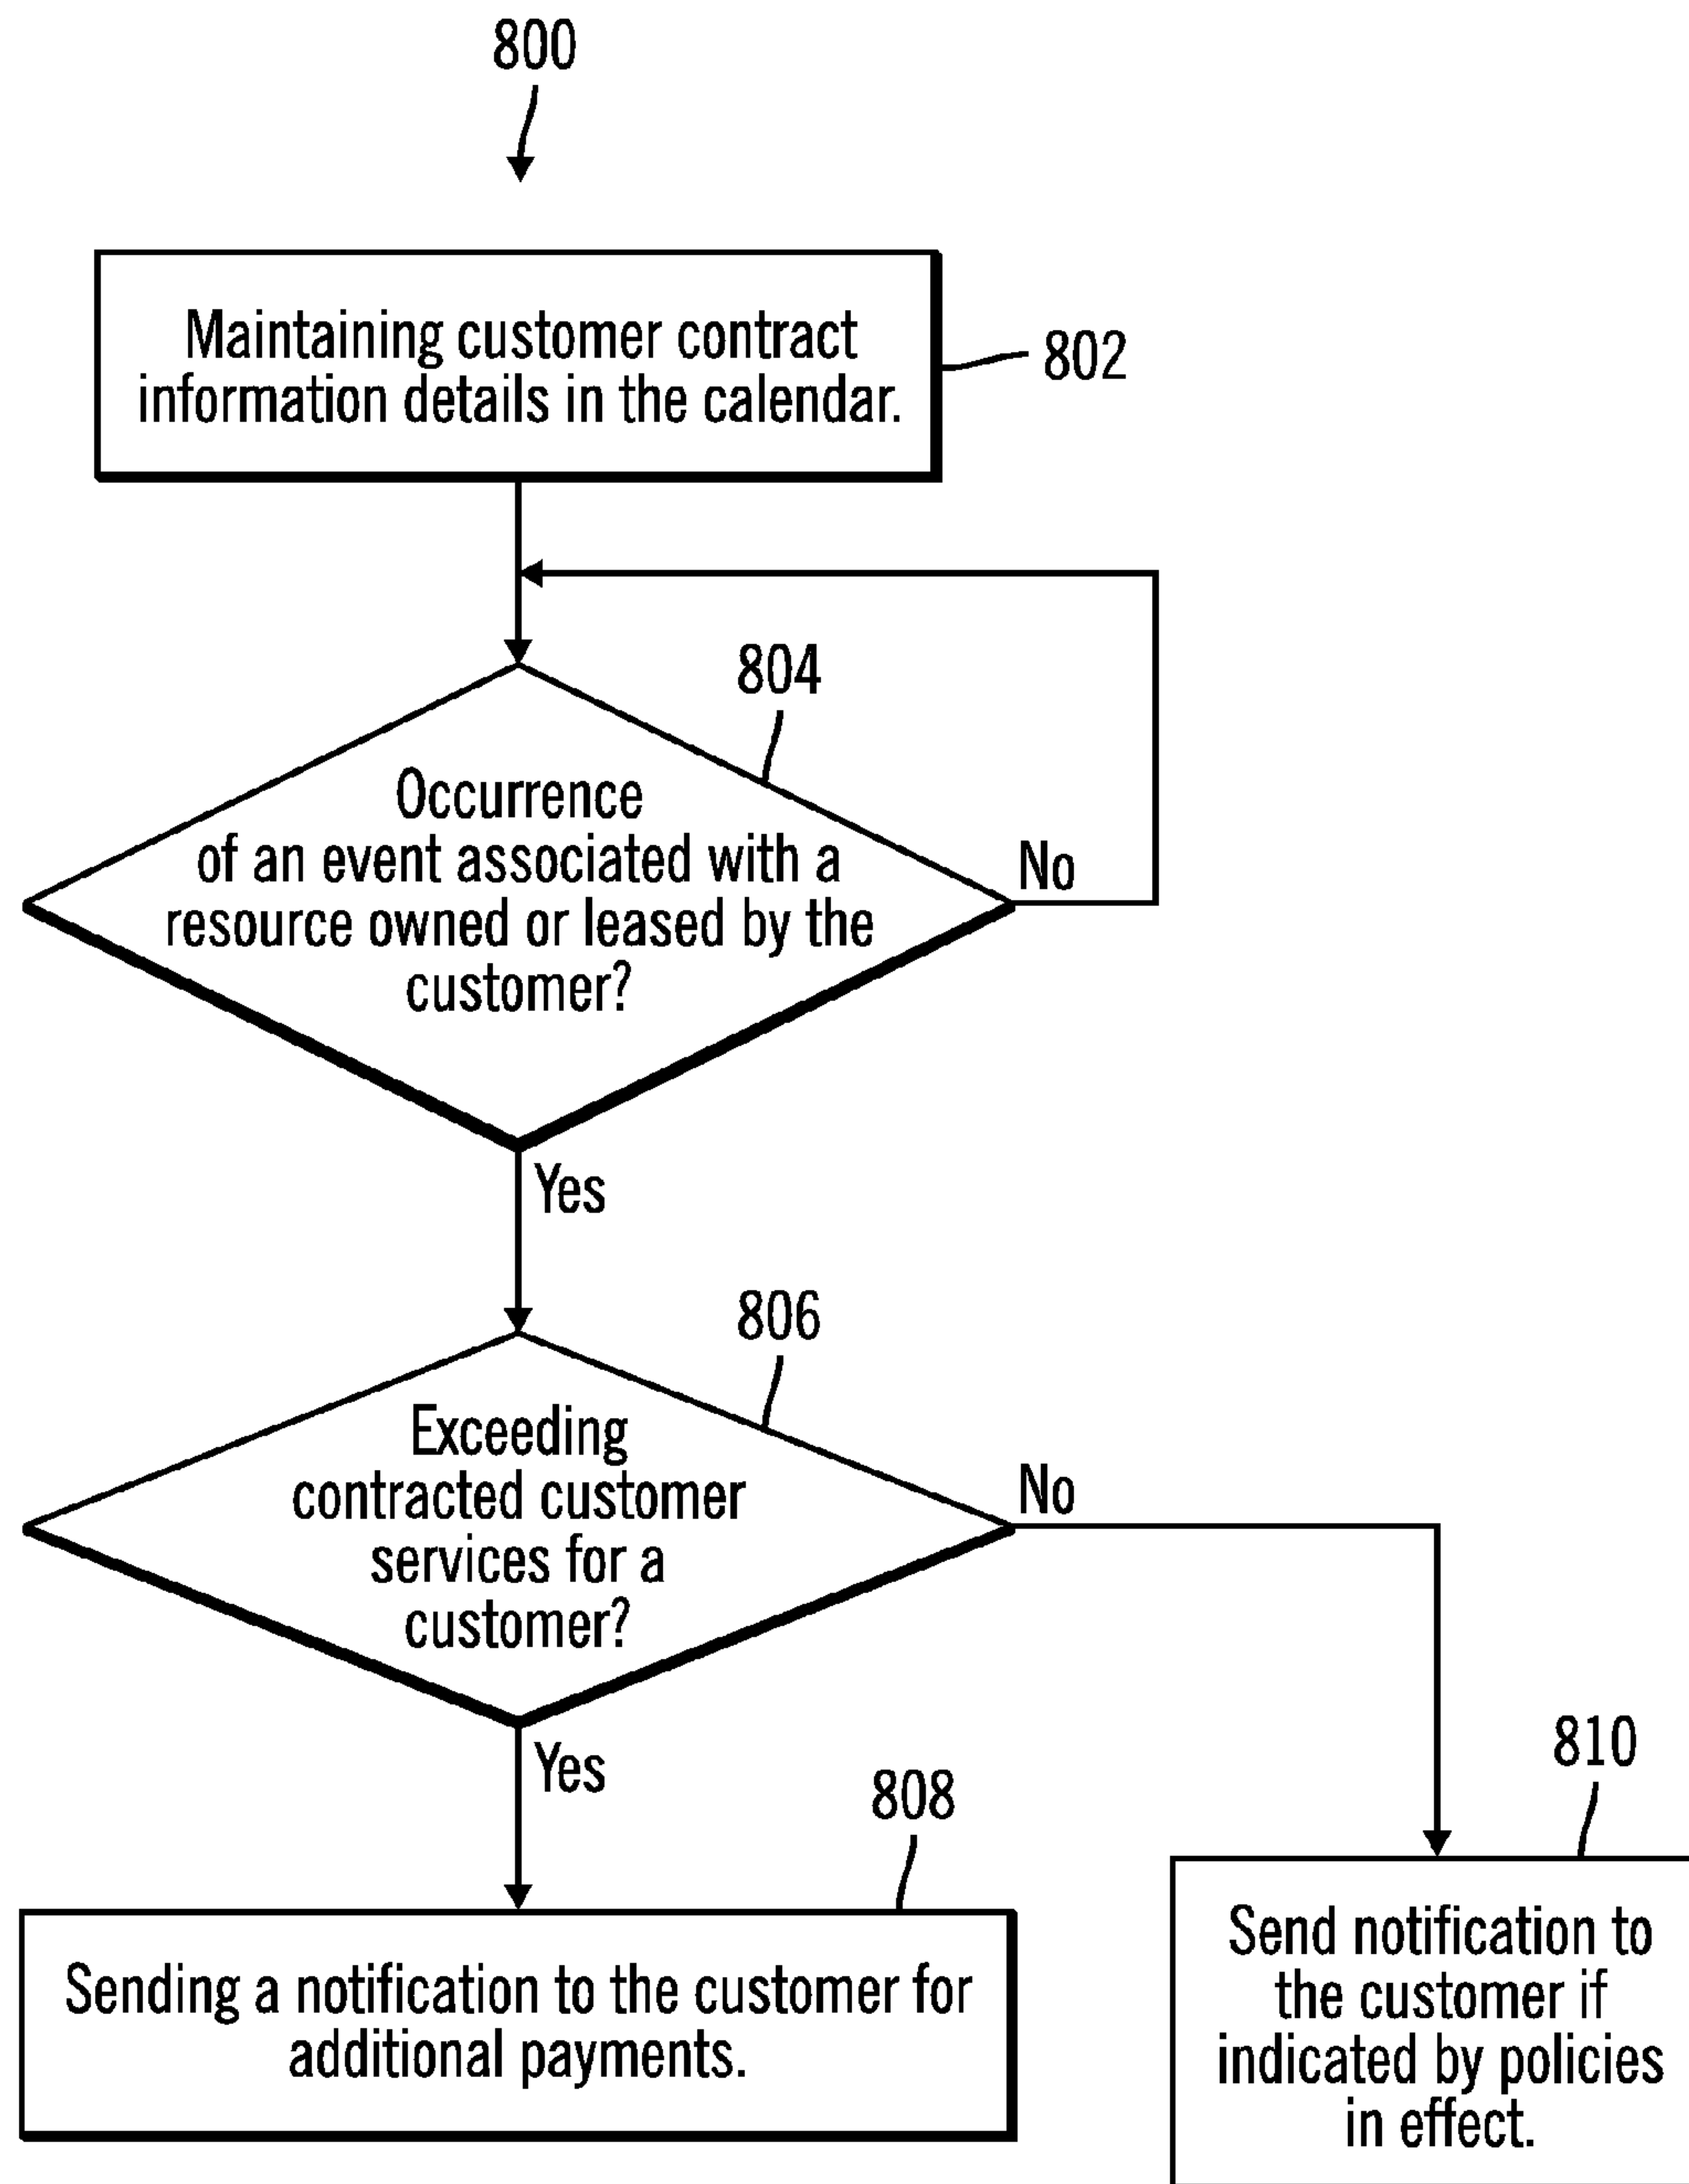 800
Maintaining customer contract
information details in the calendar.
802
804
Occurrence
of an event associated with a
resource owned or leased by the
customer?
No
Yes
806
Exceeding
contracted customer
services for a
customer?
No
Yes
808
Sending a notification to the customer for
additional payments.
810
Send notification to
the customer if
indicated by policies
in effect.